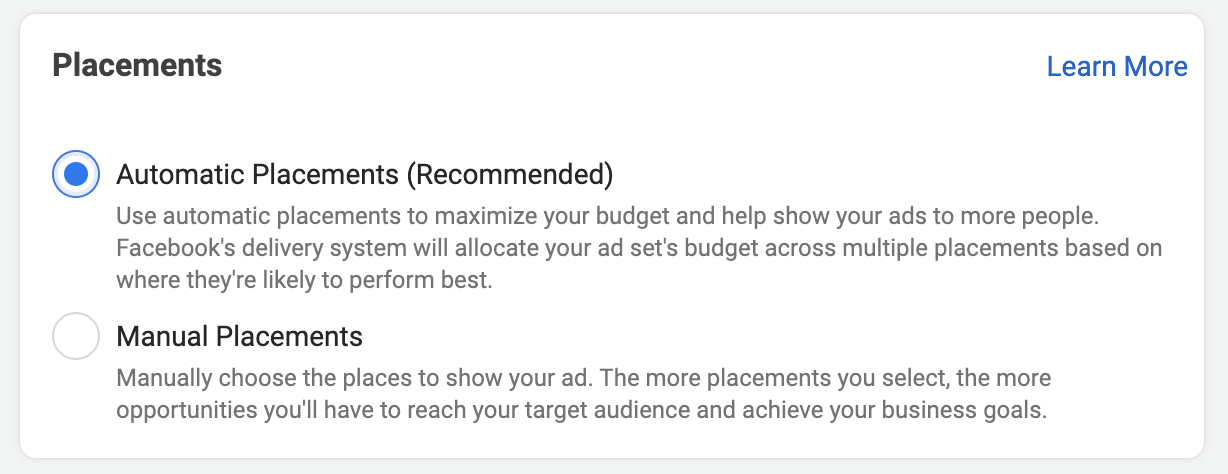 Placements
Learn More
Automatic Placements (Recommended)
Use automatic placements to maximize your budget and help show your ads to more people.
Facebook's delivery system will allocate your ad set's budget across multiple placements based on
where they're likely to perform best.
Manual Placements
Manually choose the places to show your ad. The more placements you select, the more
opportunities you'll have to reach your target audience and achieve your business goals.